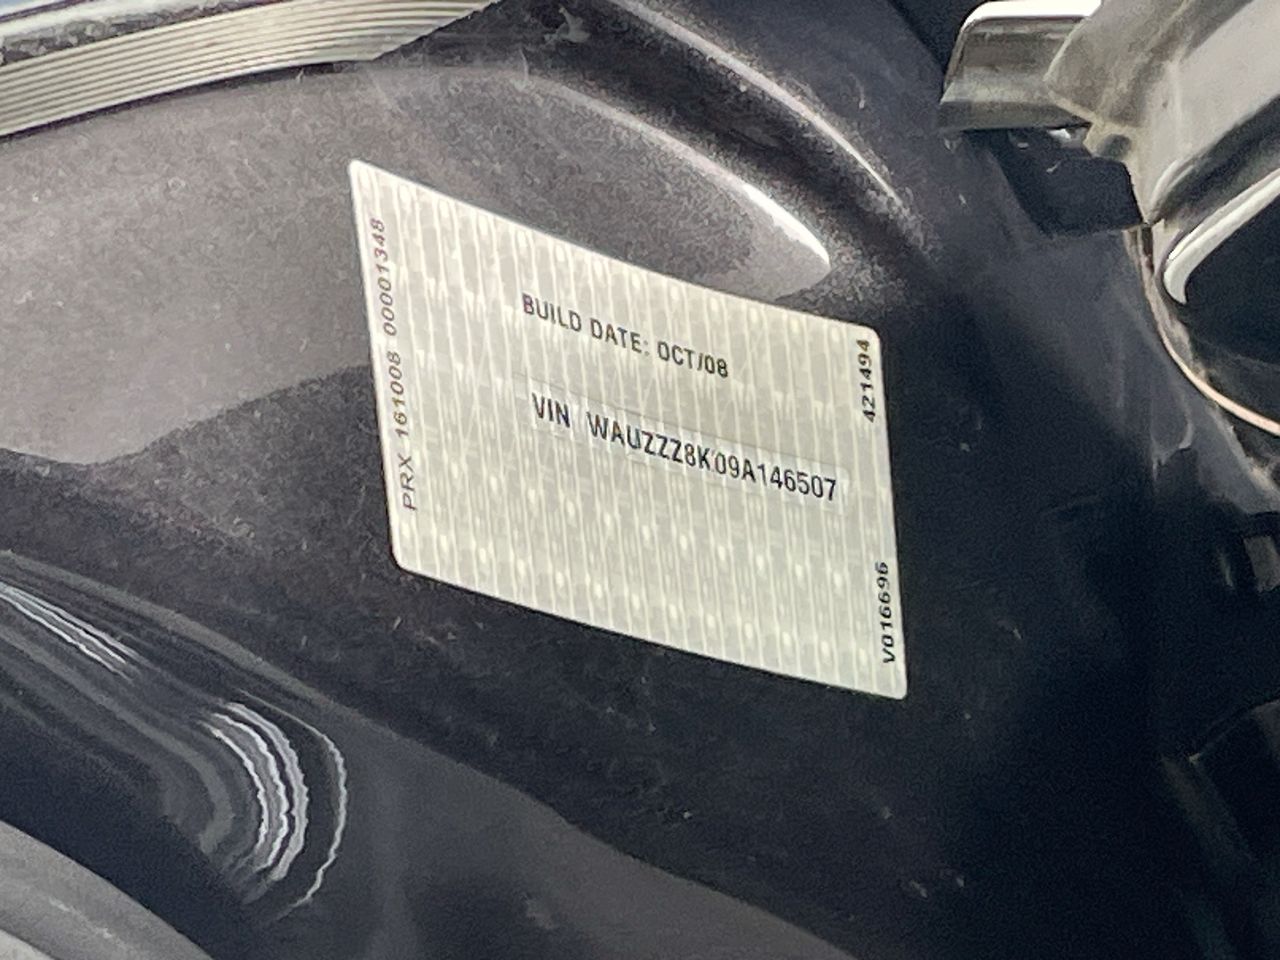 BUILD DATE: OCT/08
VIN WAUZZZ8K09A146507
PRX 161008 00001348
421494
V016696